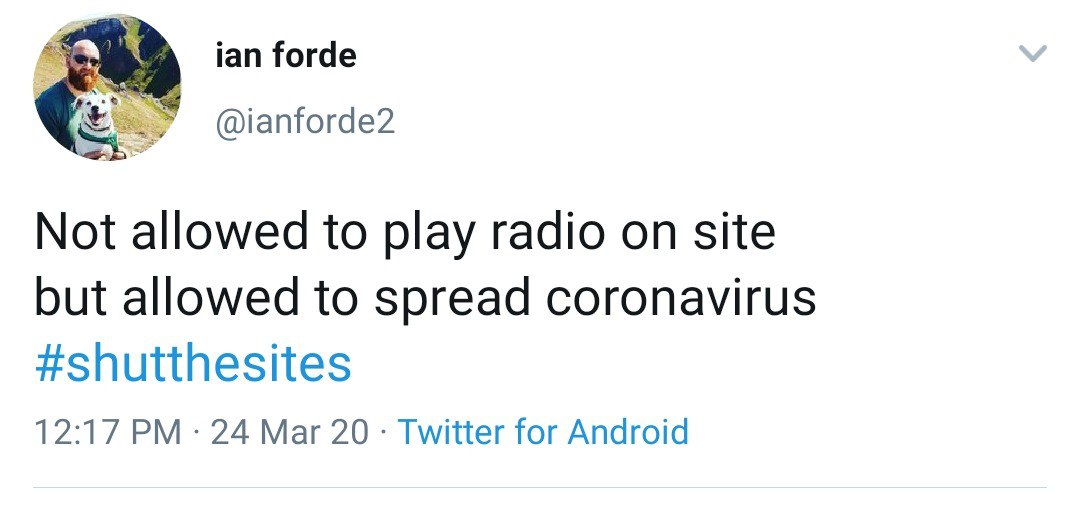 ian forde
@ianforde2
Not allowed to play radio on site
but allowed to spread coronavirus
#shutthesites
12:17 PM · 24 Mar 20 · Twitter for Android